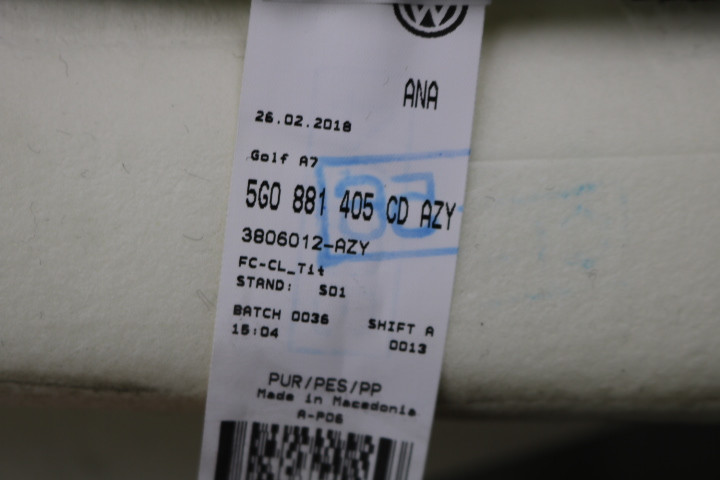 ANA
26.02.2018
Golf A7
5G0 881 405 CD AZY
3806012-AZY
FC-CL_Tit
STAND: S01
BATCH 0036 SHIFT A
15:04 0013
PUR/PES/PP
Made in Macedonia
A-P06